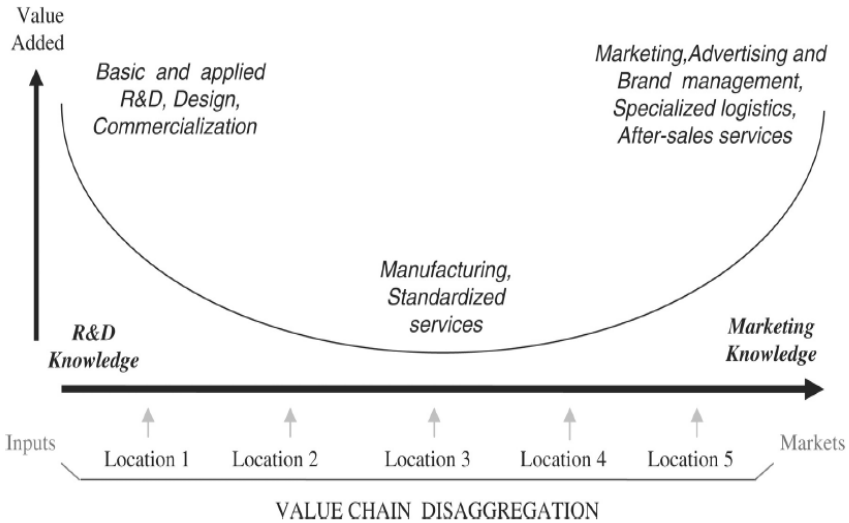 Value
Added
Basic and applied
R&D, Design,
Commercialization
Marketing,Advertising and
Brand management,
Specialized logistics,
After-sales services
Manufacturing,
Standardized
services
R&D
Knowledge
Marketing
Knowledge
Inputs
Location 1
Location 2
Location 3
Location 4
Location 5
Markets
VALUE CHAIN DISAGGREGATION